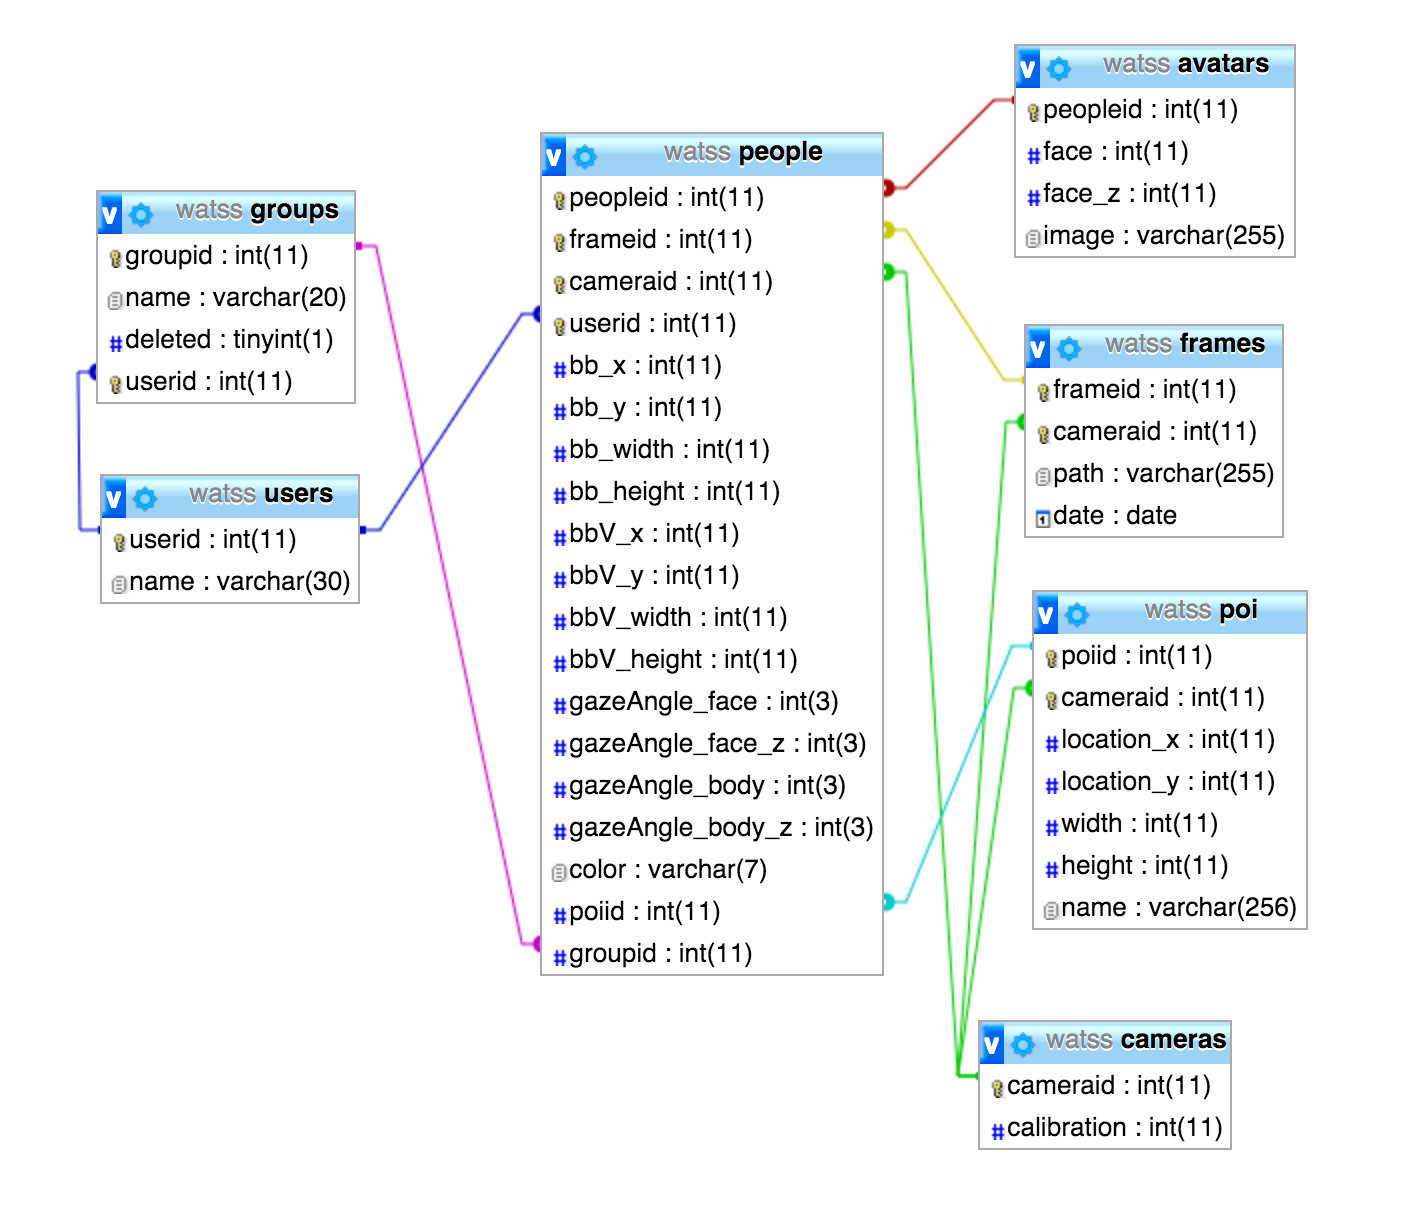 v watss groups
groupid : int(11)
name : varchar(20)
deleted : tinyint(1)
userid : int(11)
v watss users
userid : int(11)
name : varchar(30)
v watss people
peopleid : int(11)
frameid : int(11)
cameraid : int(11)
userid : int(11)
#bb_x : int(11)
#bb_y : int(11)
#bb_width : int(11)
#bb_height : int(11)
#bbV_x : int(11)
#bbV_y : int(11)
#bbV_width : int(11)
#bbV_height : int(11)
#gazeAngle_face : int(3)
#gazeAngle_face_z : int(3)
#gazeAngle_body : int(3)
#gazeAngle_body_z : int(3)
color : varchar(7)
#poiid : int(11)
#groupid : int(11)
v watss avatars
peopleid : int(11)
#face : int(11)
#face_z : int(11)
image : varchar(255)
v watss frames
frameid : int(11)
cameraid : int(11)
path : varchar(255)
date : date
v watss poi
poiid : int(11)
cameraid : int(11)
#location_x : int(11)
#location_y : int(11)
#width : int(11)
#height : int(11)
name : varchar(256)
v watss cameras
cameraid : int(11)
#calibration : int(11)